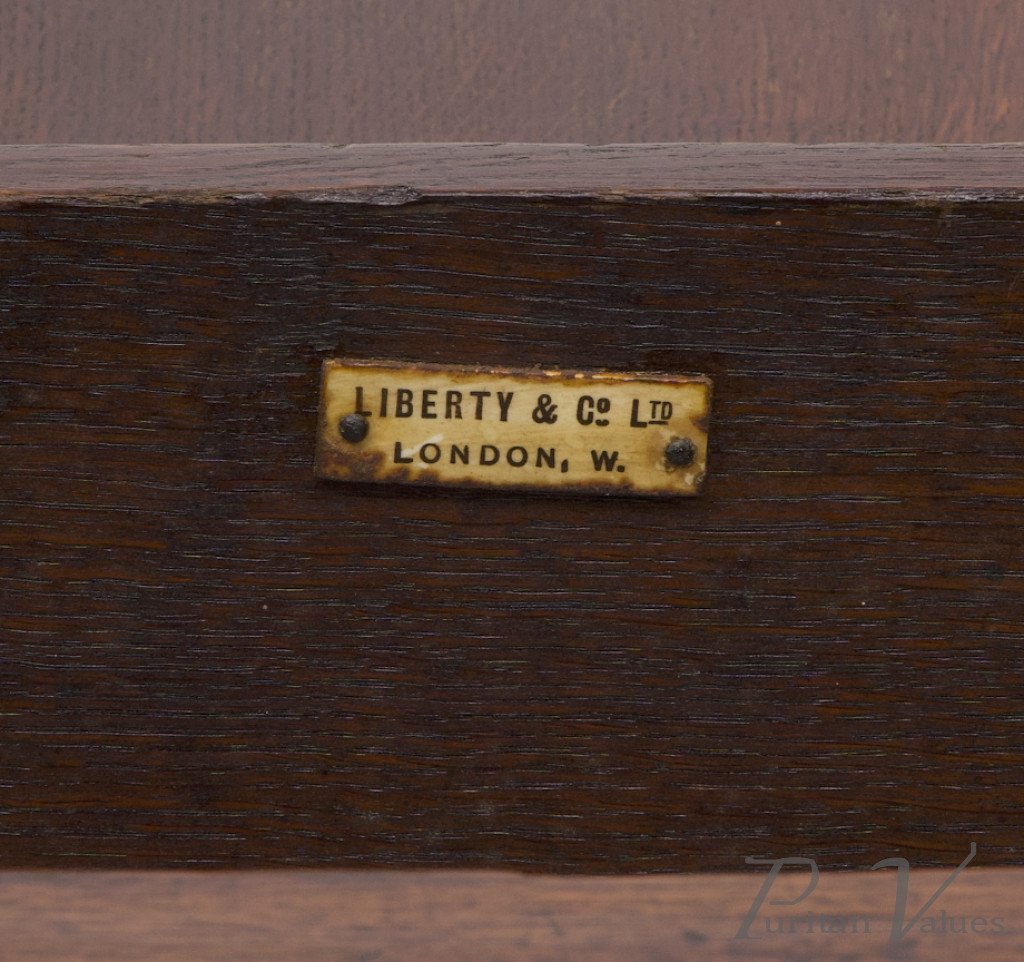 LIBERTY & Cº LTD
LONDON, W.
Puritan Values